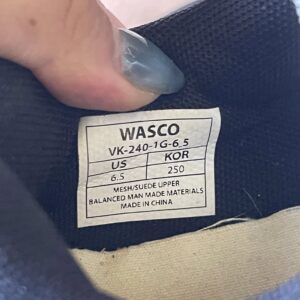 WASCO
VK-240-1G-6.5
US KOR
6.5 250
MESH/SUEDE UPPER
BALANCED MAN MADE MATERIALS
MADE IN CHINA